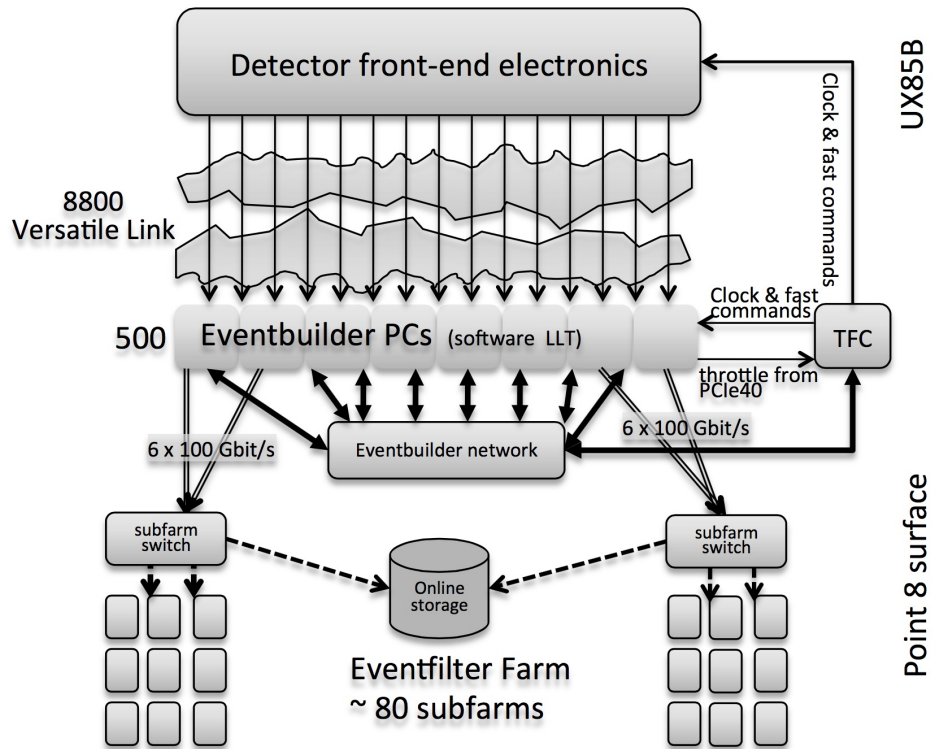 Detector front-end electronics
UX85B
Clock & fast commands
8800
Versatile Link
Clock & fast
commands
500
Eventbuilder PCs (software LLT)
TFC
throttle from
PCIe40
6 x 100 Gbit/s
6 x 100 Gbit/s
Eventbuilder network
Point 8 surface
subfarm
switch
subfarm
switch
Online
storage
Eventfilter Farm
~ 80 subfarms